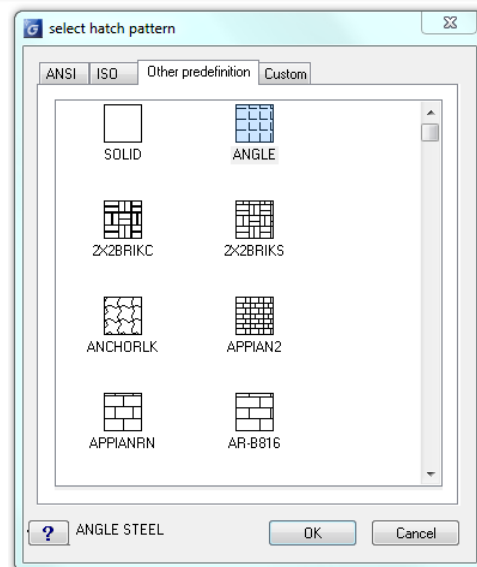 select hatch pattern
ANSI ISO Other predefinition Custom
SOLID ANGLE
2X2BRIKC 2X2BRIKS
ANCHORLK APPIAN2
APPIANRN AR-B816
? ANGLE STEEL OK Cancel